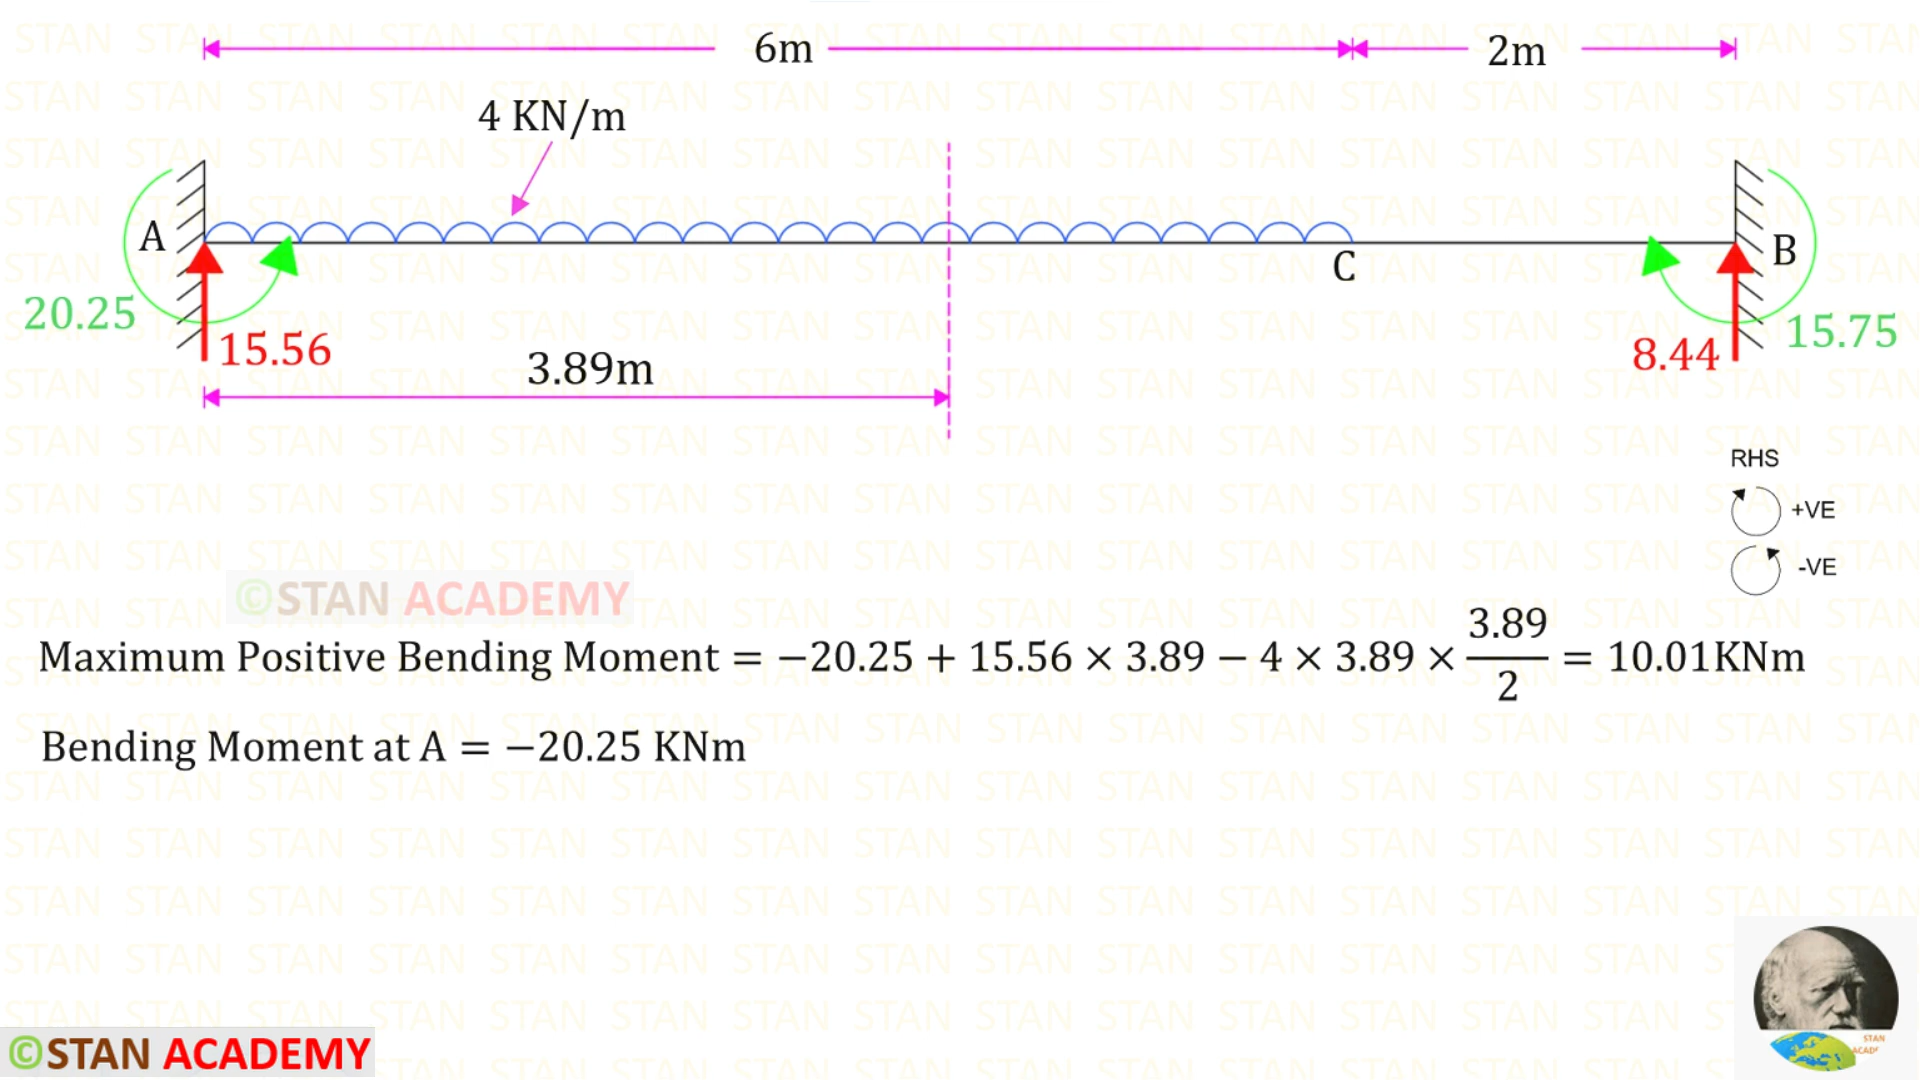 6m
2m
4 KN/m
A
B
C
20.25
15.56
3.89m
8.44
15.75
RHS
+VE
-VE
©STAN ACADEMY
Maximum Positive Bending Moment = −20.25 + 15.56 × 3.89 − 4 × 3.89 × 3.89/2 = 10.01KNm
Bending Moment at A = −20.25 KNm
©STAN ACADEMY
STAN